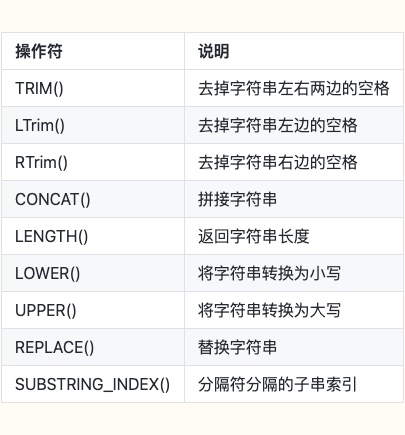 操作符 说明
TRIM() 去掉字符串左右两边的空格
LTrim() 去掉字符串左边的空格
RTrim() 去掉字符串右边的空格
CONCAT() 拼接字符串
LENGTH() 返回字符串长度
LOWER() 将字符串转换为小写
UPPER() 将字符串转换为大写
REPLACE() 替换字符串
SUBSTRING_INDEX() 分隔符分隔的子串索引